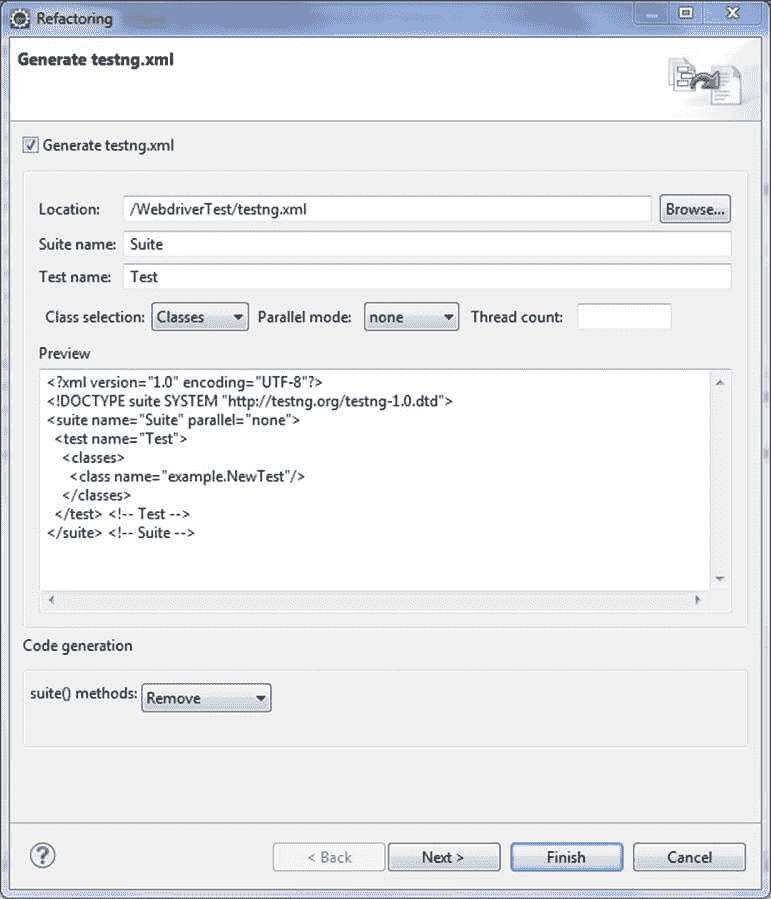 Refactoring
Generate testng.xml
Generate testng.xml
Location: /WebdriverTest/testng.xml Browse...
Suite name: Suite
Test name: Test
Class selection: Classes Parallel mode: none Thread count:
Preview
<?xml version="1.0" encoding="UTF-8"?>
<!DOCTYPE suite SYSTEM "http://testng.org/testng-1.0.dtd">
<suite name="Suite" parallel="none">
<test name="Test">
<classes>
<class name="example.NewTest"/>
</classes>
</test> <!-- Test -->
</suite> <!-- Suite -->
Code generation
suite() methods: Remove
? < Back Next > Finish Cancel